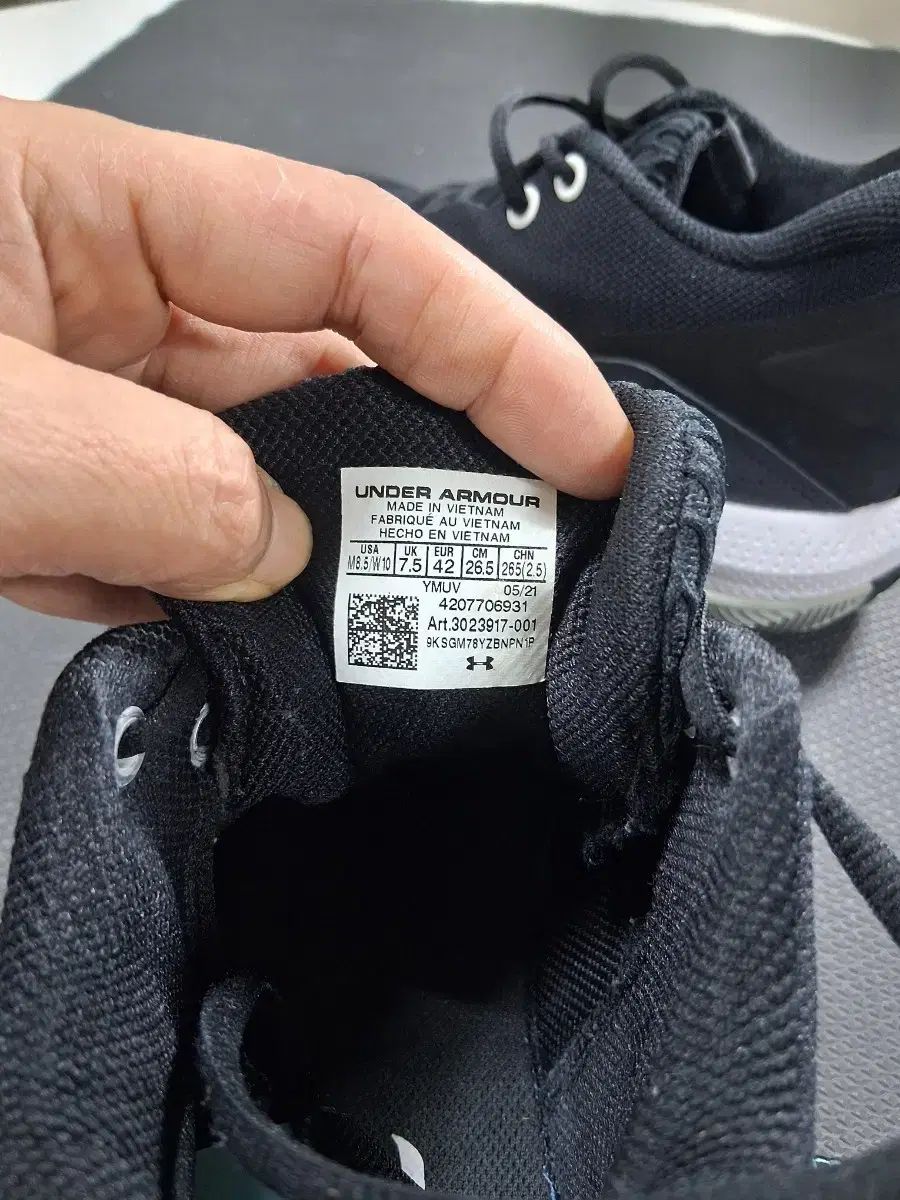 UNDER ARMOUR
MADE IN VIETNAM
FABRIQUÉ AU VIETNAM
HECHO EN VIETNAM
USA UK EUR CM CHN
M8.5/W10 7.5 42 26.5 265(2.5)
YMUV 05/21
4207706931
Art.3023917-001
9KSGM78YZBNPN1P